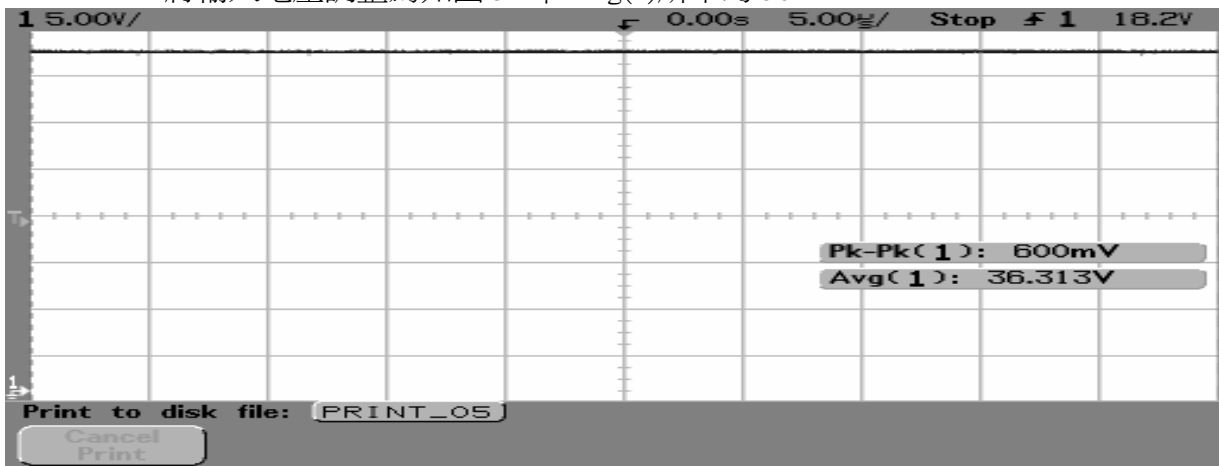 1 5.00V/ 0.00s 5.00㎳/ Stop 1 18.2V
T
Pk-Pk(1): 600mV
Avg(1): 36.313V
1
Print to disk file: PRINT_05
Cancel
Print